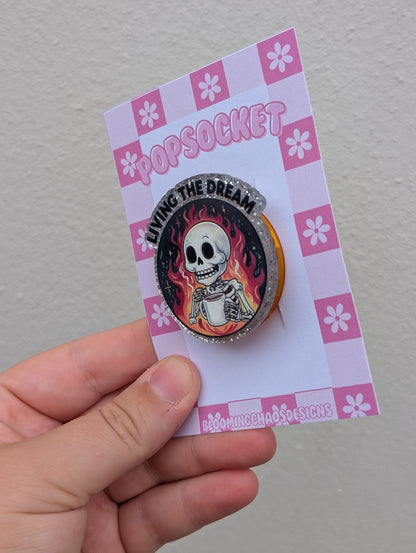 POPSOCKET
LIVING THE DREAM
BLOOMINGCHAOSDESIGNS